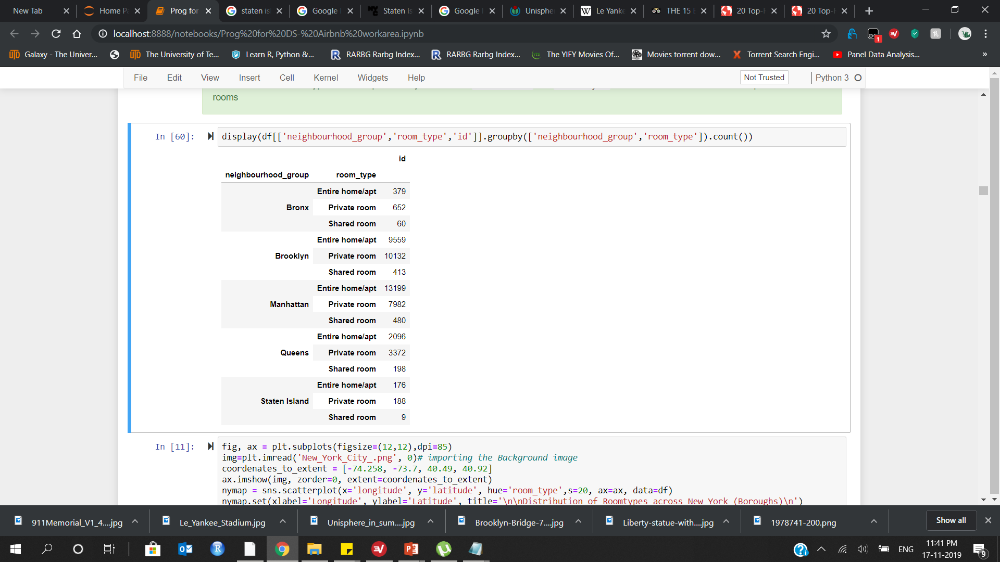 New Tab
Home P
Prog for
staten is
Google
Staten Is
Google
Unisphe
Le Yanke
THE 15
20 Top-
20 Top-
localhost:8888/notebooks/Prog%20for%20DS-%20Airbnb%20workarea.ipynb
1
Galaxy - The Univer...
The University of Te...
Learn R, Python &...
RARBG Rarbg Index...
RARBG Rarbg Index...
The YIFY Movies Of...
Movies torrent dow...
Torrent Search Engi...
Panel Data Analysis...
»
File Edit View Insert Cell Kernel Widgets Help
Not Trusted
Python 3
rooms
In [60]:
display(df[['neighbourhood_group','room_type','id']].groupby(['neighbourhood_group','room_type']).count())
id
neighbourhood_group room_type
Entire home/apt 379
Bronx Private room 652
Shared room 60
Entire home/apt 9559
Brooklyn Private room 10132
Shared room 413
Entire home/apt 13199
Manhattan Private room 7982
Shared room 480
Entire home/apt 2096
Queens Private room 3372
Shared room 198
Entire home/apt 176
Staten Island Private room 188
Shared room 9
In [11]:
fig, ax = plt.subplots(figsize=(12,12),dpi=85)
img=plt.imread('New_York_City_.png', 0)# importing the Background image
coordenates_to_extent = [-74.258, -73.7, 40.49, 40.92]
ax.imshow(img, zorder=0, extent=coordenates_to_extent)
nymap = sns.scatterplot(x='longitude', y='latitude', hue='room_type',s=20, ax=ax, data=df)
nymap.set(xlabel='Longitude', ylabel='Latitude', title='\n\nDistribution of Roomtypes across New York (Boroughs)\n')
911Memorial_V1_4....jpg
Le_Yankee_Stadium.jpg
Unisphere_in_sum....jpg
Brooklyn-Bridge-7....jpg
Liberty-statue-with....jpg
1978741-200.png
Show all
ENG
11:41 PM
17-11-2019
9